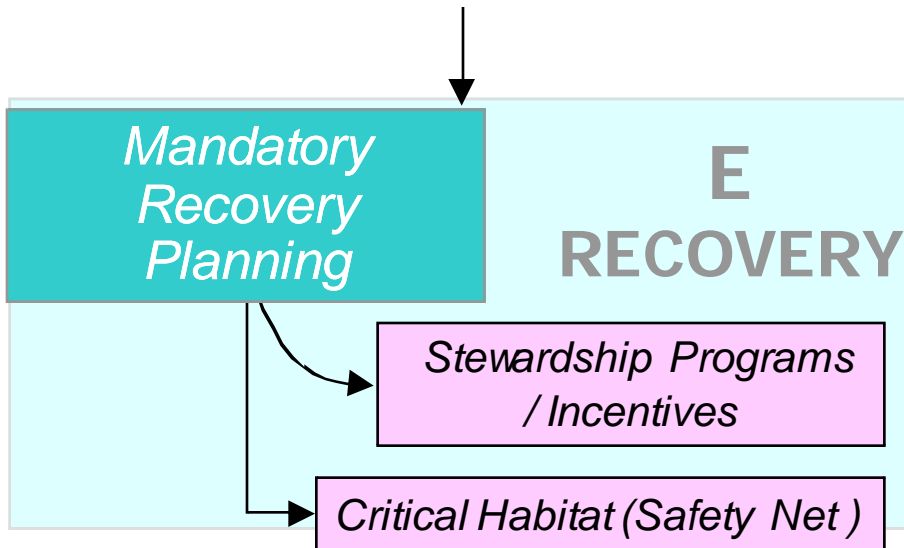 Mandatory
Recovery
Planning
E
RECOVERY
Stewardship Programs
/ Incentives
Critical Habitat (Safety Net )